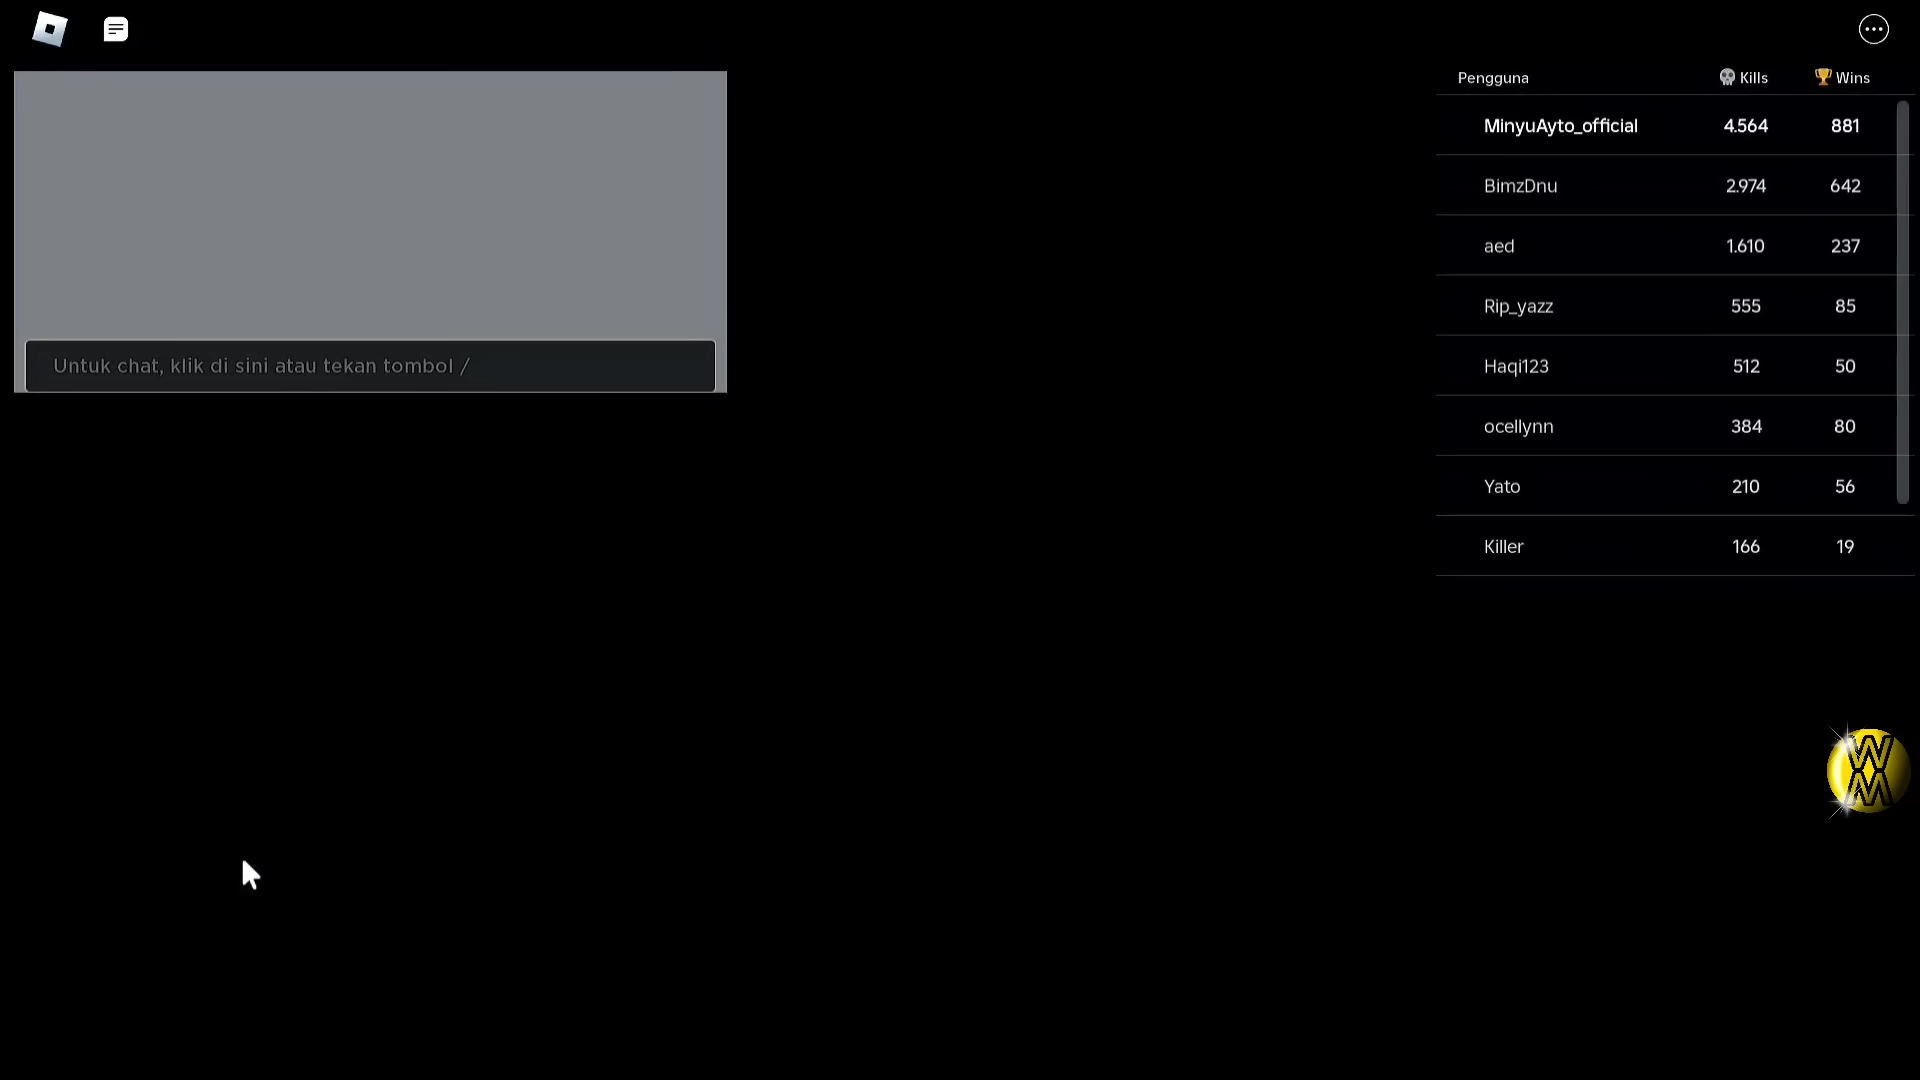 Pengguna Kills Wins
MinyuAyto_official 4.564 881
BimzDnu 2.974 642
aed 1.610 237
Rip_yazz 555 85
Haqi123 512 50
ocellynn 384 80
Yato 210 56
Killer 166 19
Untuk chat, klik di sini atau tekan tombol /
WM